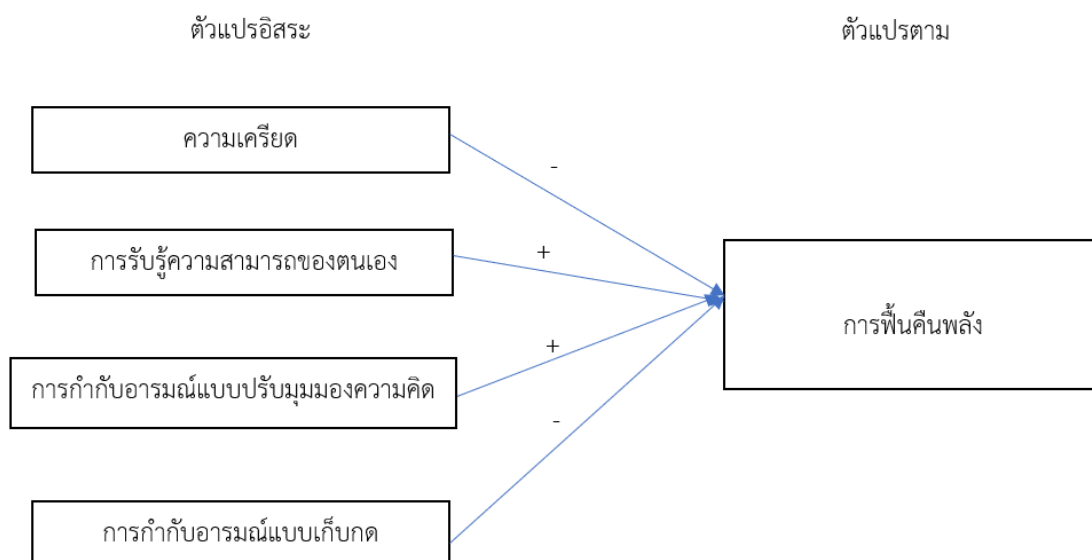 ตัวแปรอิสระ
ตัวแปรตาม
ความเครียด
-
การรับรู้ความสามารถของตนเอง
+
การฟื้นคืนพลัง
+
การกำกับอารมณ์แบบปรับมุมมองความคิด
-
การกำกับอารมณ์แบบเก็บกด